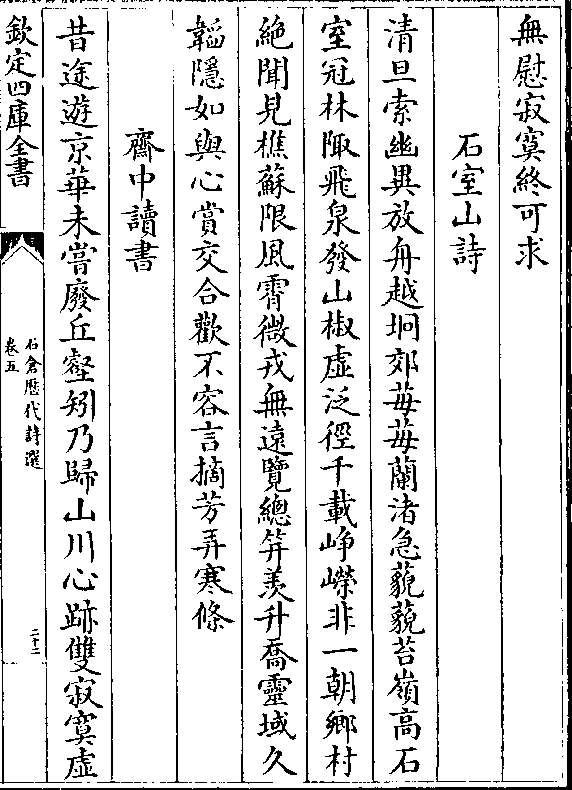 無慰寂寞終可求
石室山詩
清旦索幽異放舟越坰郊苺苺蘭渚急藐藐苔嶺高石
室冠林陬飛泉發山椒虛泛徑千載崢嶸非一朝鄉村
絶聞見樵蘇限風霄微戎無遠覽總笄羨升喬靈域久
韜隱如與心賞交合歡不容言摘芳弄寒條
齋中讀書
昔途遊京華未嘗廢丘壑矧乃歸山川心跡雙寂寞虛
欽定四庫全書
石倉歷代詩選
卷五
二十二